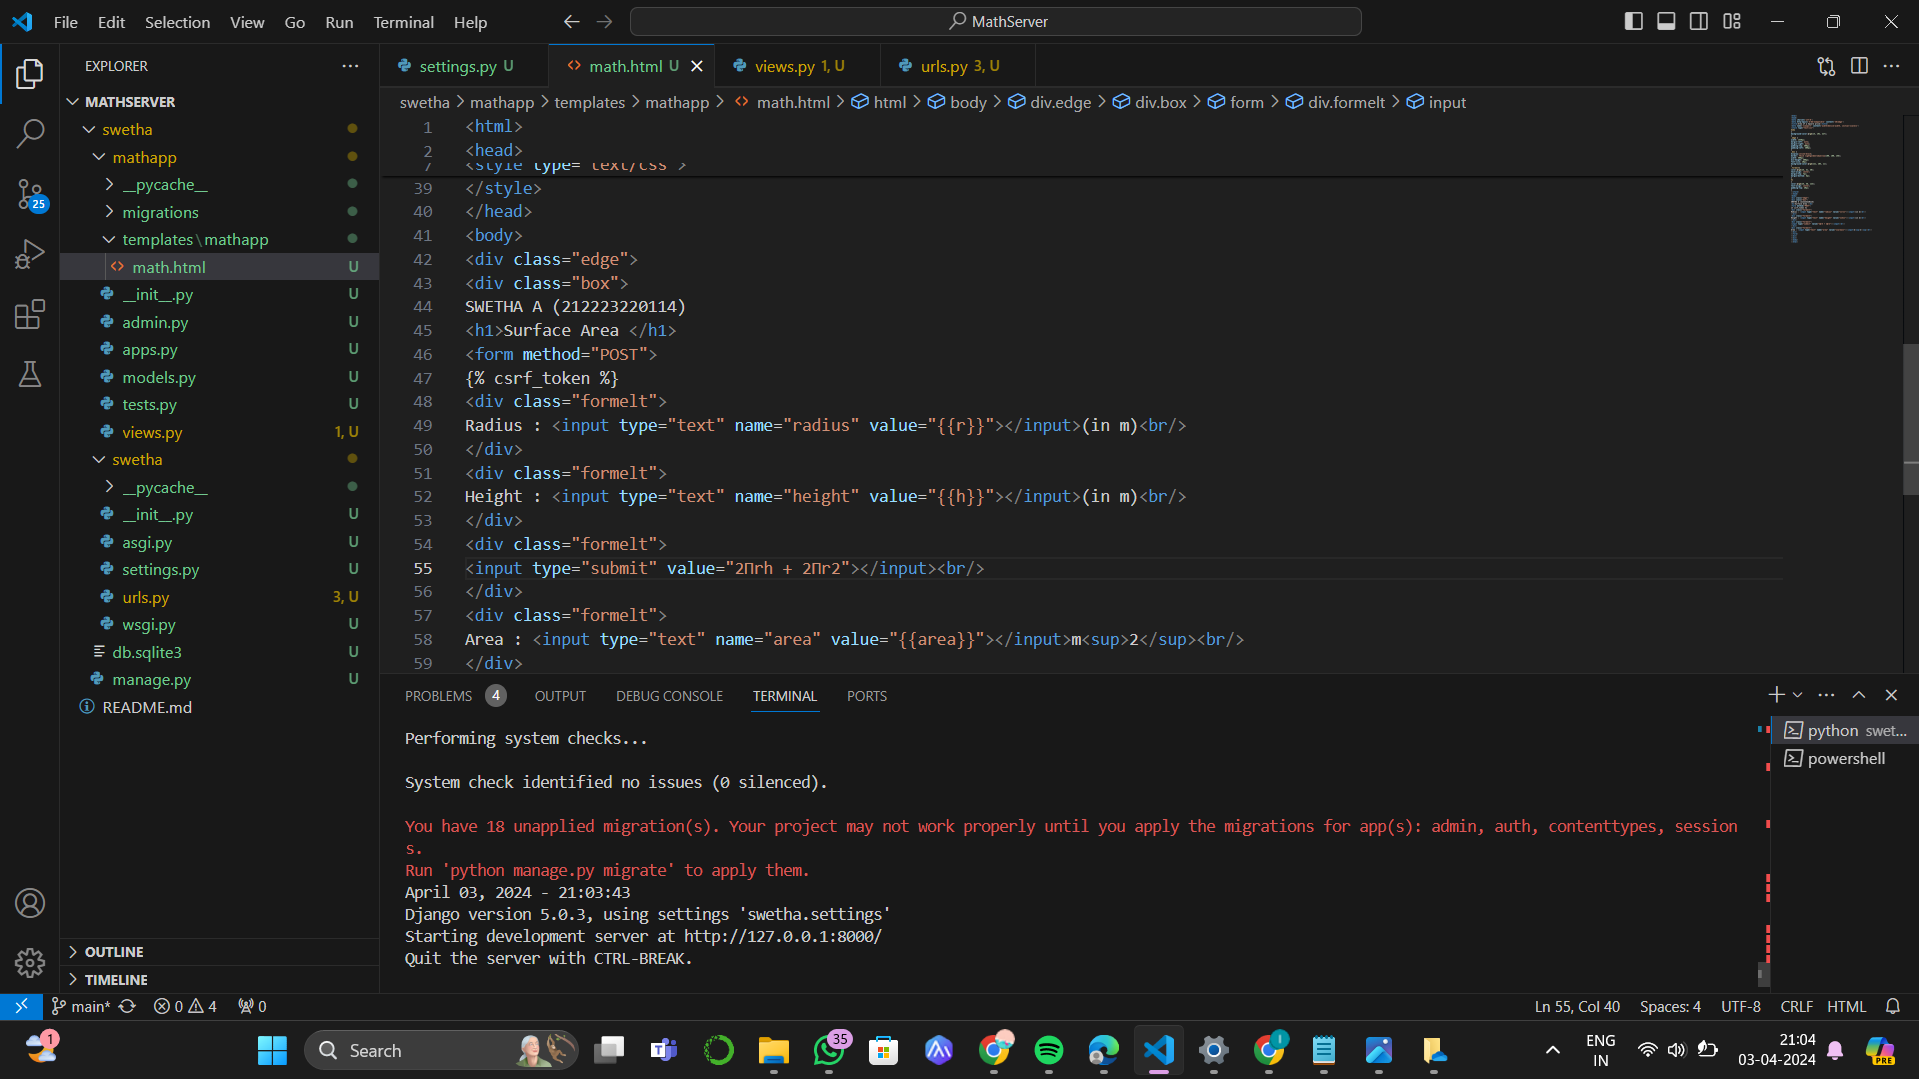 File Edit Selection View Go Run Terminal Help
MathServer
EXPLORER
settings.py U
math.html U
views.py 1, U
urls.py 3, U
swetha > mathapp > templates > mathapp > math.html > html > body > div.edge > div.box > form > div.formelt > input
MATHSERVER
swetha
mathapp
__pycache__
migrations
templates\mathapp
math.html U
__init__.py U
admin.py U
apps.py U
models.py U
tests.py U
views.py 1, U
swetha
__pycache__
__init__.py U
asgi.py U
settings.py U
urls.py 3, U
wsgi.py U
db.sqlite3 U
manage.py U
README.md
OUTLINE
TIMELINE
25
1 <html>
2 <head>
7 <style type="text/css">
39 </style>
40 </head>
41 <body>
42 <div class="edge">
43 <div class="box">
44 SWETHA A (212223220114)
45 <h1>Surface Area </h1>
46 <form method="POST">
47 {% csrf_token %}
48 <div class="formelt">
49 Radius : <input type="text" name="radius" value="{{r}}"></input>(in m)<br/>
50 </div>
51 <div class="formelt">
52 Height : <input type="text" name="height" value="{{h}}"></input>(in m)<br/>
53 </div>
54 <div class="formelt">
55 <input type="submit" value="2Πrh + 2Πr2"></input><br/>
56 </div>
57 <div class="formelt">
58 Area : <input type="text" name="area" value="{{area}}"></input>m<sup>2</sup><br/>
59 </div>
PROBLEMS 4 OUTPUT DEBUG CONSOLE TERMINAL PORTS
Performing system checks...
System check identified no issues (0 silenced).
You have 18 unapplied migration(s). Your project may not work properly until you apply the migrations for app(s): admin, auth, contenttypes, session
s.
Run 'python manage.py migrate' to apply them.
April 03, 2024 - 21:03:43
Django version 5.0.3, using settings 'swetha.settings'
Starting development server at http://127.0.0.1:8000/
Quit the server with CTRL-BREAK.
python swet...
powershell
main* 0 4 0
Ln 55, Col 40 Spaces: 4 UTF-8 CRLF HTML
1
Search
35
ENG
IN
21:04
03-04-2024
PRE